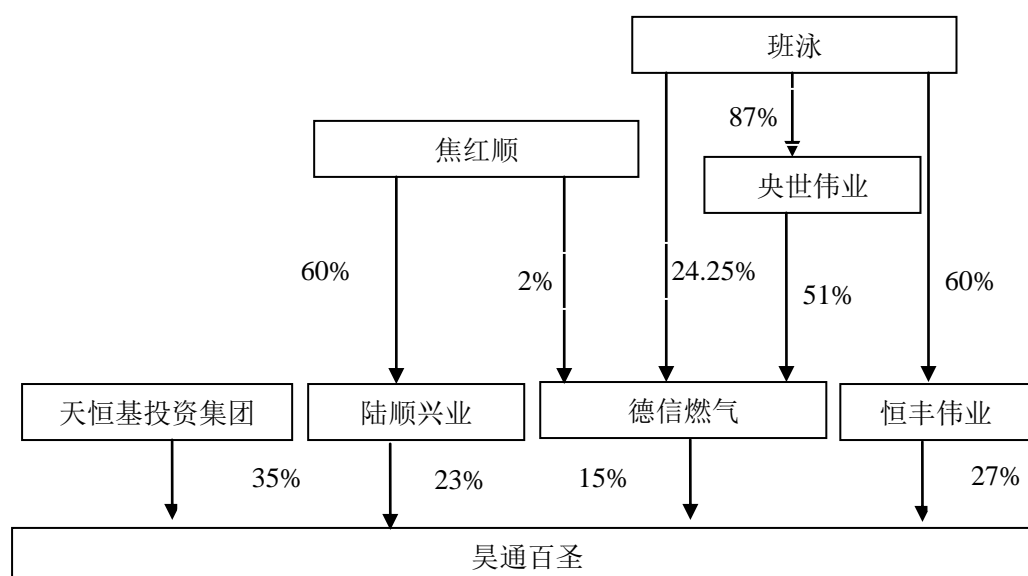 班泳
87%
焦红顺
央世伟业
60%
2%
24.25%
51%
60%
天恒基投资集团
陆顺兴业
德信燃气
恒丰伟业
35%
23%
15%
27%
昊通百圣